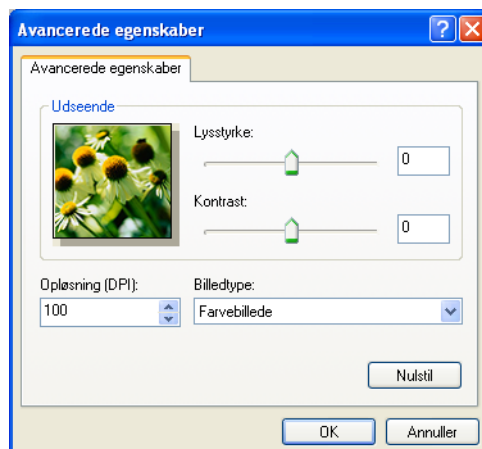 Avancerede egenskaber
Avancerede egenskaber
Udseende
Lysstyrke:
0
Kontrast:
0
Opløsning (DPI):
Billedtype:
100
Farvebillede
Nulstil
OK
Annuller